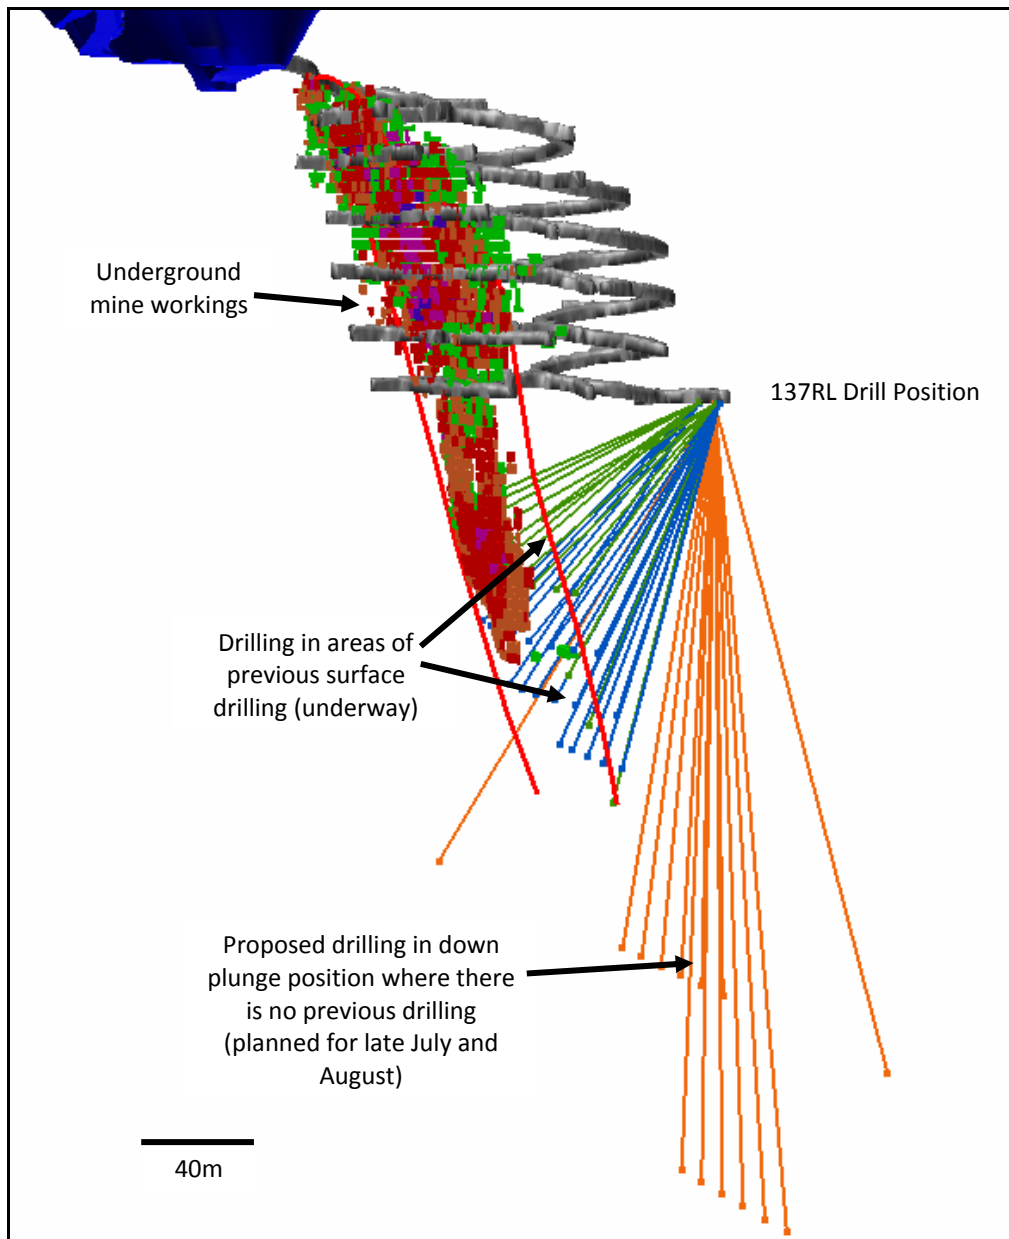 Underground
mine workings
137RL Drill Position
Drilling in areas of
previous surface
drilling (underway)
Proposed drilling in down
plunge position where there
is no previous drilling
(planned for late July and
August)
40m